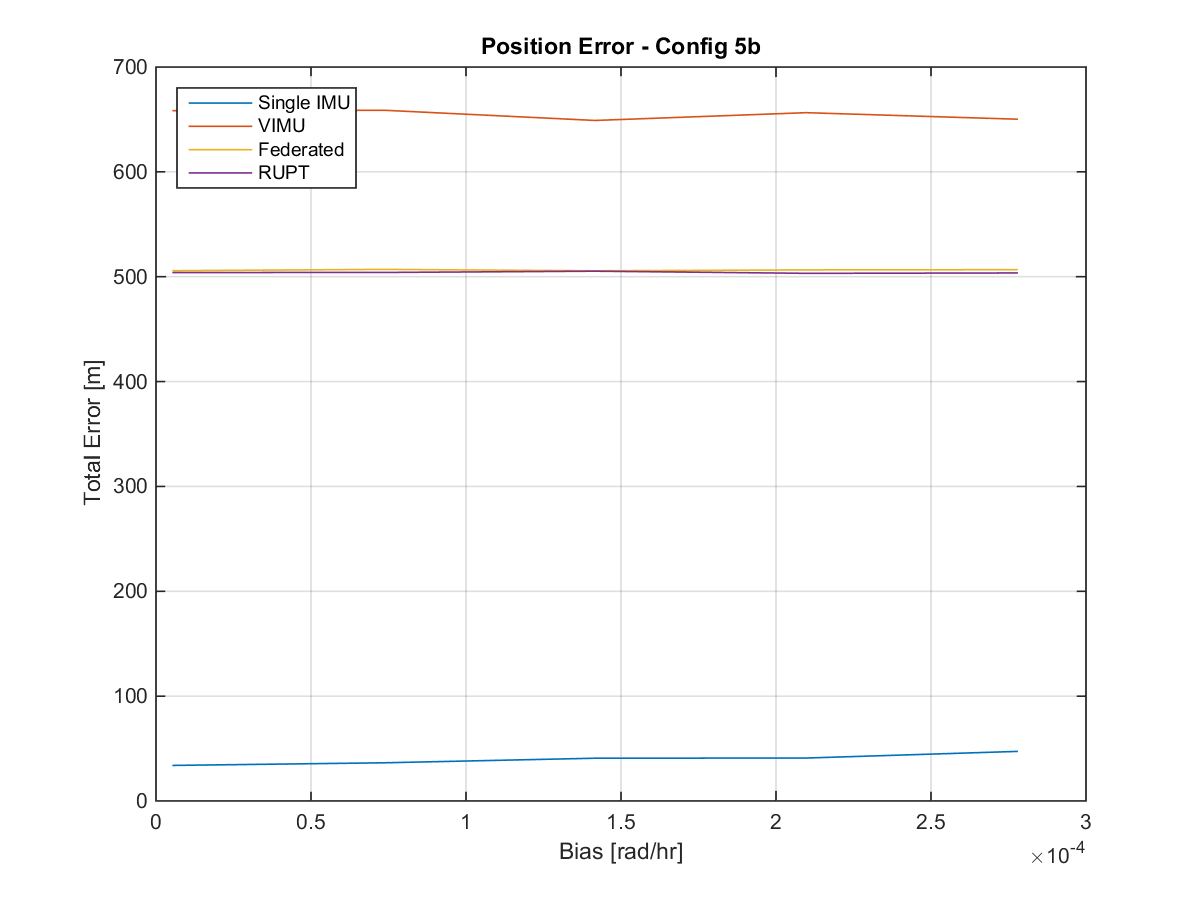 Position Error - Config 5b
700
600
500
400
300
200
100
0
Total Error [m]
Single IMU
VIMU
Federated
RUPT
0 0.5 1 1.5 2 2.5 3
Bias [rad/hr]
×10-4